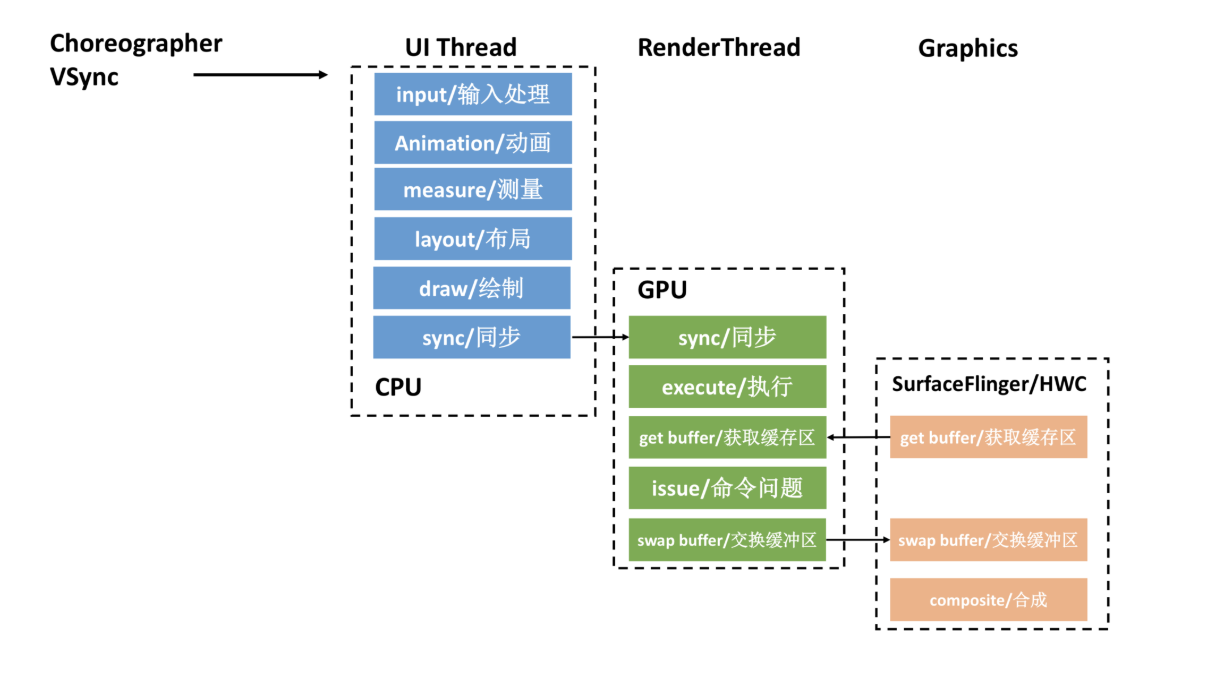 Choreographer
VSync
UI Thread
input/输入处理
Animation/动画
measure/测量
layout/布局
draw/绘制
sync/同步
CPU
RenderThread
GPU
sync/同步
execute/执行
get buffer/获取缓存区
issue/命令问题
swap buffer/交换缓冲区
Graphics
SurfaceFlinger/HWC
get buffer/获取缓存区
swap buffer/交换缓冲区
composite/合成